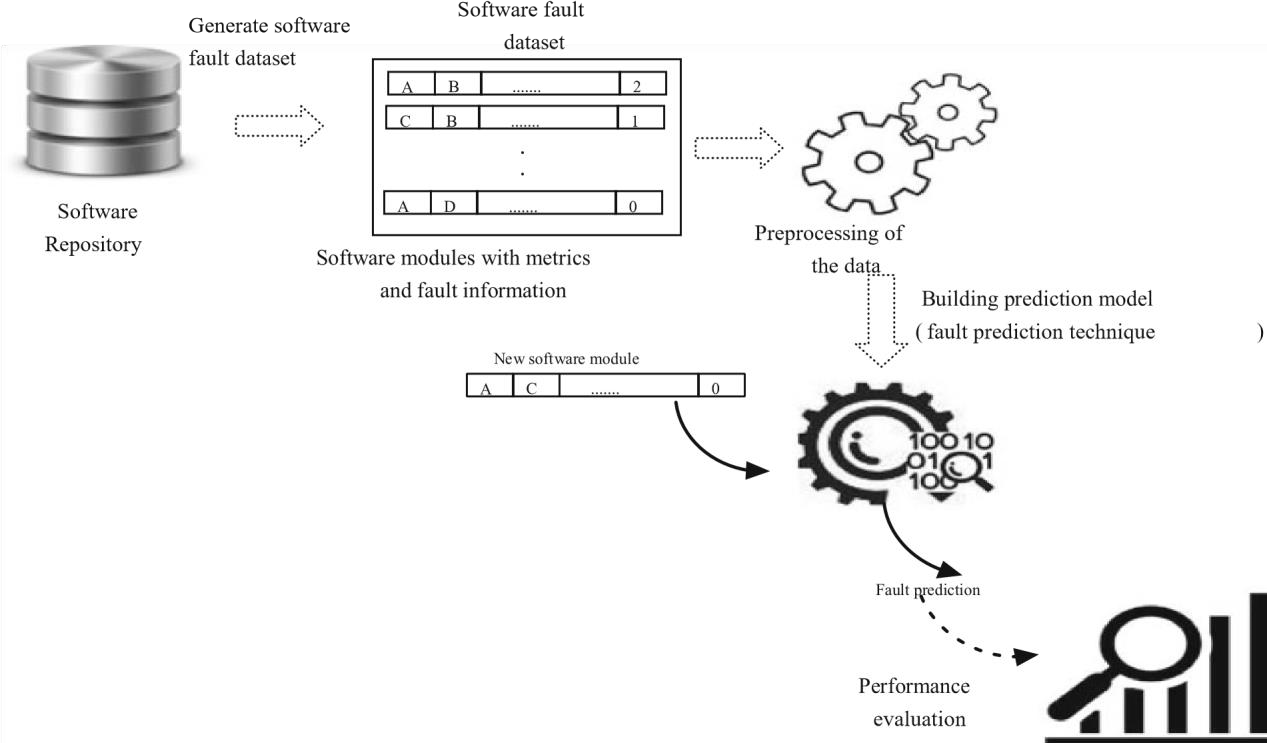 Generate software
fault dataset
Software fault
dataset
A B ....... 2
C B ....... 1
.
.
A D ....... 0
Software
Repository
Software modules with metrics
and fault information
Preprocessing of
the data
Building prediction model
( fault prediction technique )
New software module
A C ....... 0
100 10
01 1
100
Fault prediction
Performance
evaluation